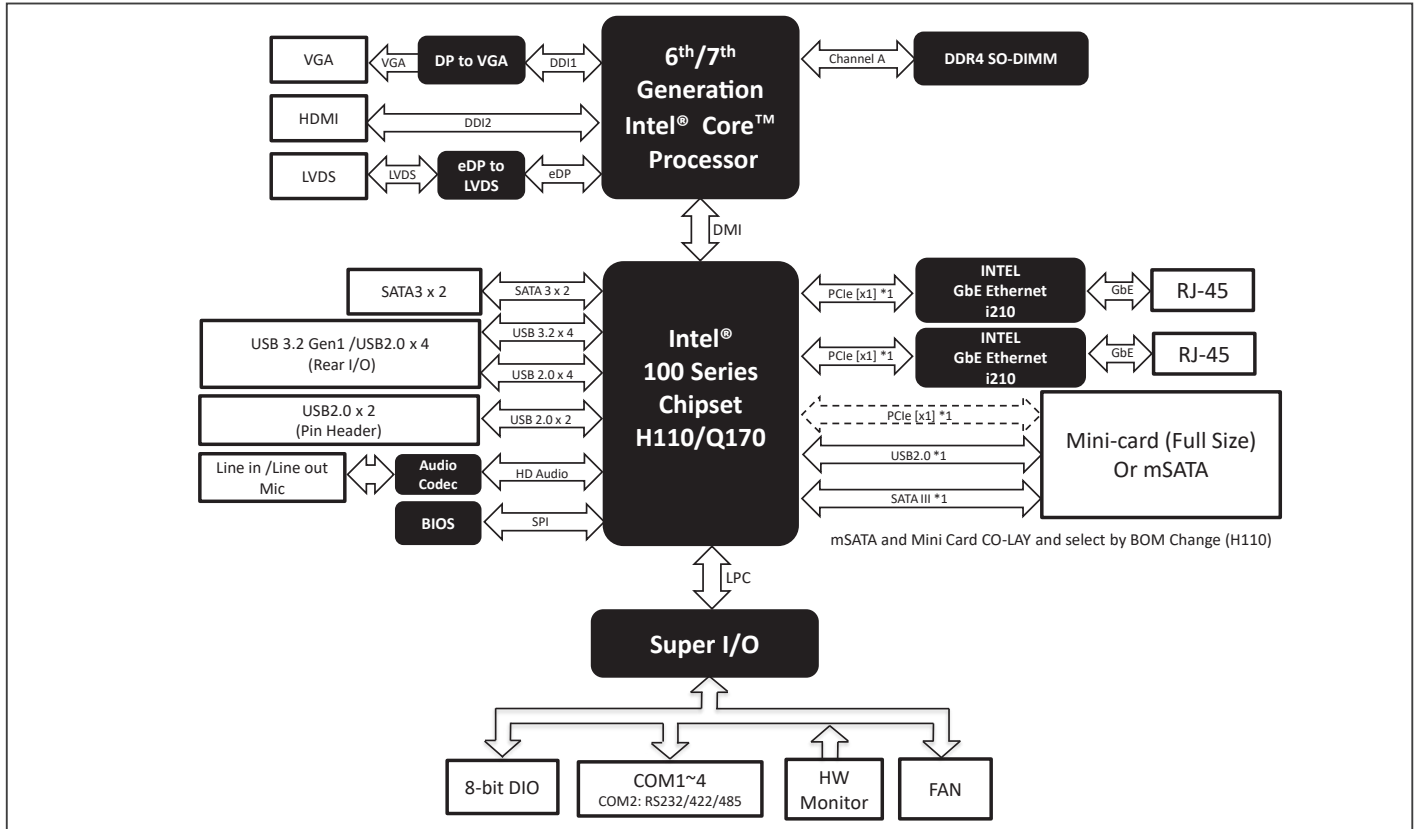 VGA
VGA
DP to VGA
DDI1
6th/7th
Generation
Intel® Core™
Processor
Channel A
DDR4 SO-DIMM
HDMI
DDI2
LVDS
LVDS
eDP to
LVDS
eDP
DMI
SATA3 x 2
SATA 3 x 2
USB 3.2 Gen1 /USB2.0 x 4
(Rear I/O)
USB 3.2 x 4
USB 2.0 x 4
USB2.0 x 2
(Pin Header)
USB 2.0 x 2
Line in /Line out
Mic
Audio
Codec
HD Audio
BIOS
SPI
Intel®
100 Series
Chipset
H110/Q170
PCIe [x1] *1
INTEL
GbE Ethernet
i210
GbE
RJ-45
PCIe [x1] *1
INTEL
GbE Ethernet
i210
GbE
RJ-45
PCIe [x1] *1
USB2.0 *1
SATA III *1
Mini-card (Full Size)
Or mSATA
mSATA and Mini Card CO-LAY and select by BOM Change (H110)
LPC
Super I/O
8-bit DIO
COM1~4
COM2: RS232/422/485
HW
Monitor
FAN